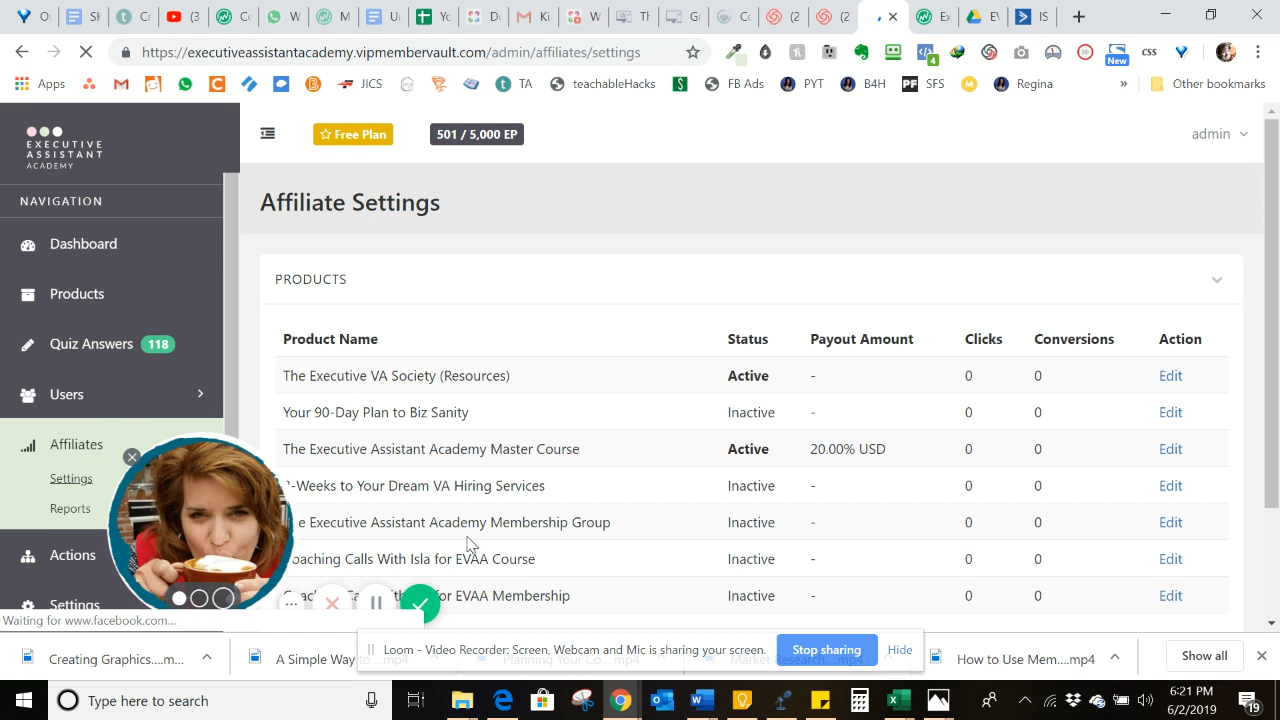 https://executiveassistantacademy.vipmembervault.com/admin/affiliates/settings
4
New
css
Apps
JICS
TA
teachableHacks
FB Ads
PYT
B4H
PF
SFS
Regina
»
Other bookmarks
EXECUTIVE
ASSISTANT
ACADEMY
Free Plan
501 / 5,000 EP
admin
NAVIGATION
Affiliate Settings
Dashboard
Products
Quiz Answers 118
Users
Affiliates
Settings
Reports
Actions
Settings
PRODUCTS
Product Name Status Payout Amount Clicks Conversions Action
The Executive VA Society (Resources) Active - 0 0 Edit
Your 90-Day Plan to Biz Sanity Inactive - 0 0 Edit
The Executive Assistant Academy Master Course Active 20.00% USD 0 0 Edit
-Weeks to Your Dream VA Hiring Services Inactive - 0 0 Edit
e Executive Assistant Academy Membership Group Inactive - 0 0 Edit
oaching Calls With Isla for EVAA Course Inactive - 0 0 Edit
for EVAA Membership Inactive - 0 0 Edit
Waiting for www.facebook.com...
Loom - Video Recorder: Screen, Webcam and Mic is sharing your screen.
Stop sharing
Hide
Creating Graphics....m...
A Simple Way to....mp4
Planning Your Co....mp4
Market Research....mp4
How to Use Mem....mp4
Show all
Type here to search
6:21 PM
6/2/2019
19